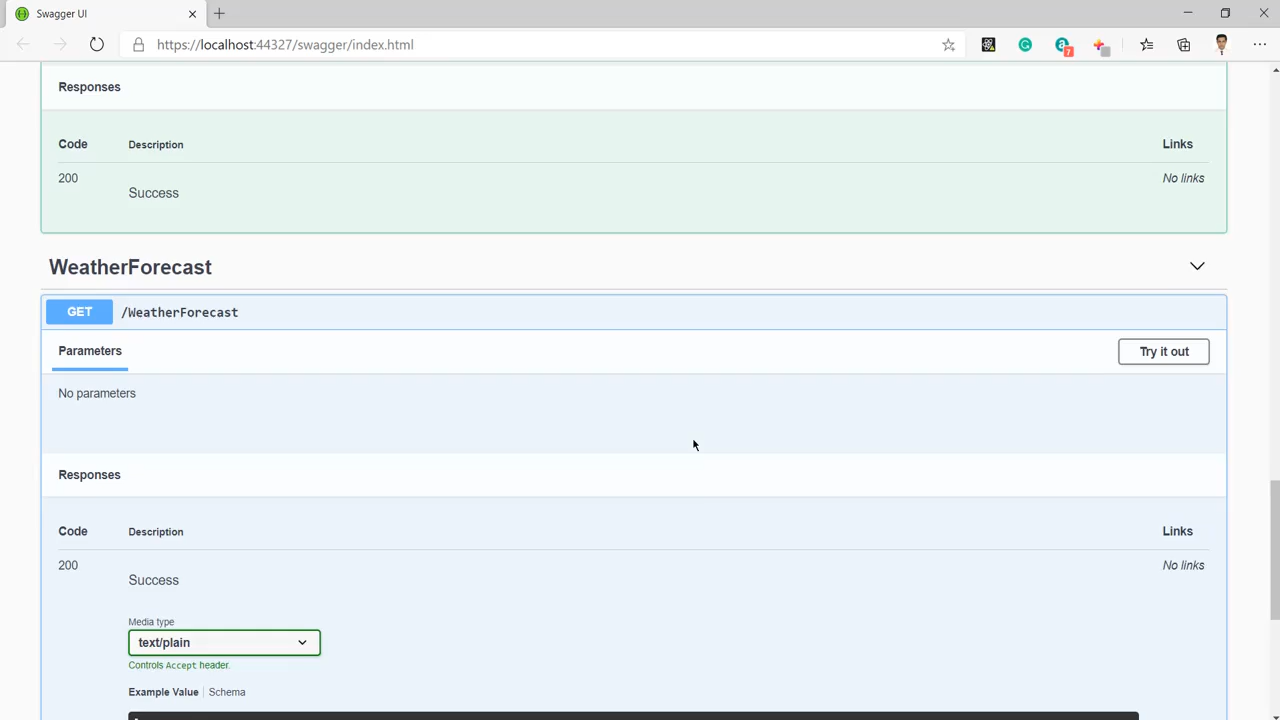 Swagger UI
https://localhost:44327/swagger/index.html
7
Responses
Code Description Links
200 Success No links
WeatherForecast
GET /WeatherForecast
Parameters Try it out
No parameters
Responses
Code Description Links
200 Success No links
Media type
text/plain
Controls Accept header.
Example Value Schema